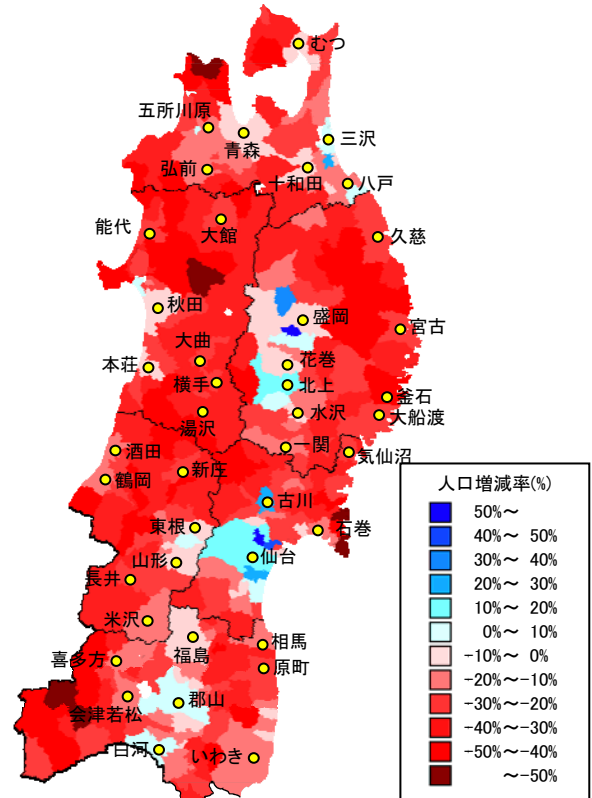 むつ
五所川原
青森
三沢
弘前
十和田
八戸
能代
大館
久慈
秋田
盛岡
宮古
大曲
本荘
花巻
横手
北上
釜石
水沢
大船渡
湯沢
一関
気仙沼
酒田
新庄
鶴岡
古川
東根
石巻
山形
仙台
長井
米沢
福島
相馬
喜多方
原町
会津若松
郡山
白河
いわき
人口増減率(%)
50%～
40%～ 50%
30%～ 40%
20%～ 30%
10%～ 20%
0%～ 10%
-10%～ 0%
-20%～-10%
-30%～-20%
-40%～-30%
-50%～-40%
～-50%